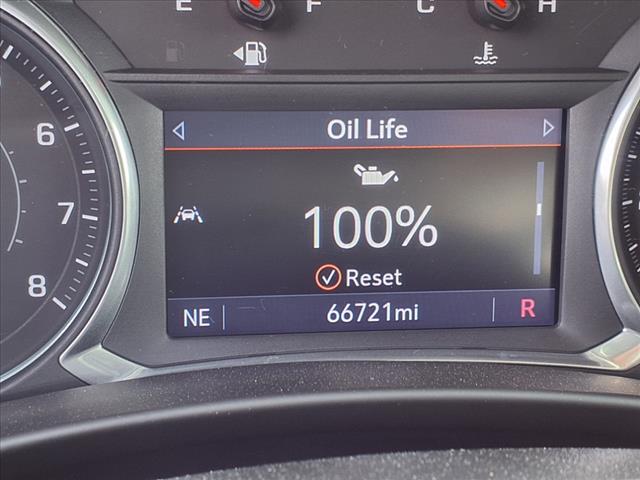 E F C H
Oil Life
6
100%
7
Reset
8
NE 66721mi R